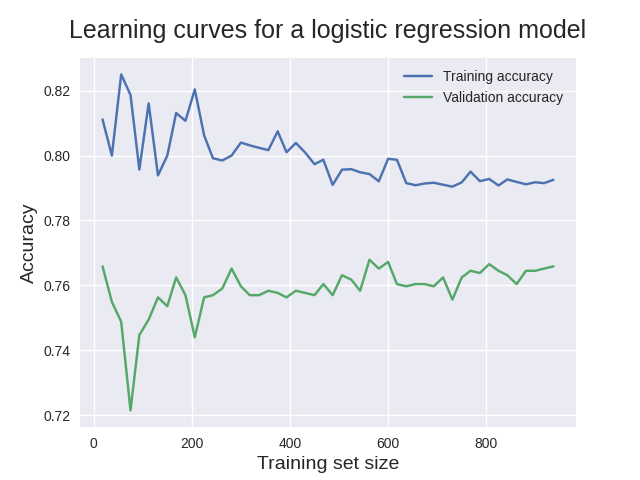 Learning curves for a logistic regression model
Training accuracy
Validation accuracy
Accuracy
0.82
0.80
0.78
0.76
0.74
0.72
0
200
400
600
800
Training set size